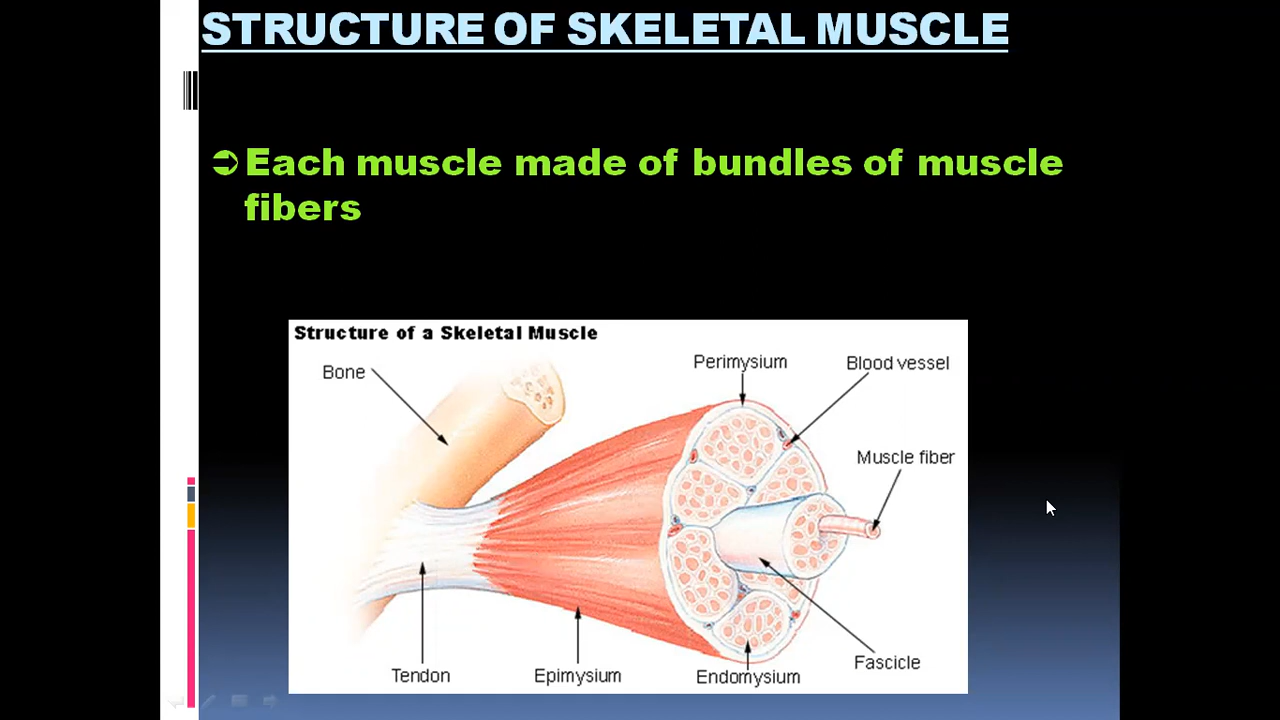 STRUCTURE OF SKELETAL MUSCLE
Each muscle made of bundles of muscle
fibers
Structure of a Skeletal Muscle
Bone
Perimysium
Blood vessel
Muscle fiber
Fascicle
Tendon
Epimysium
Endomysium